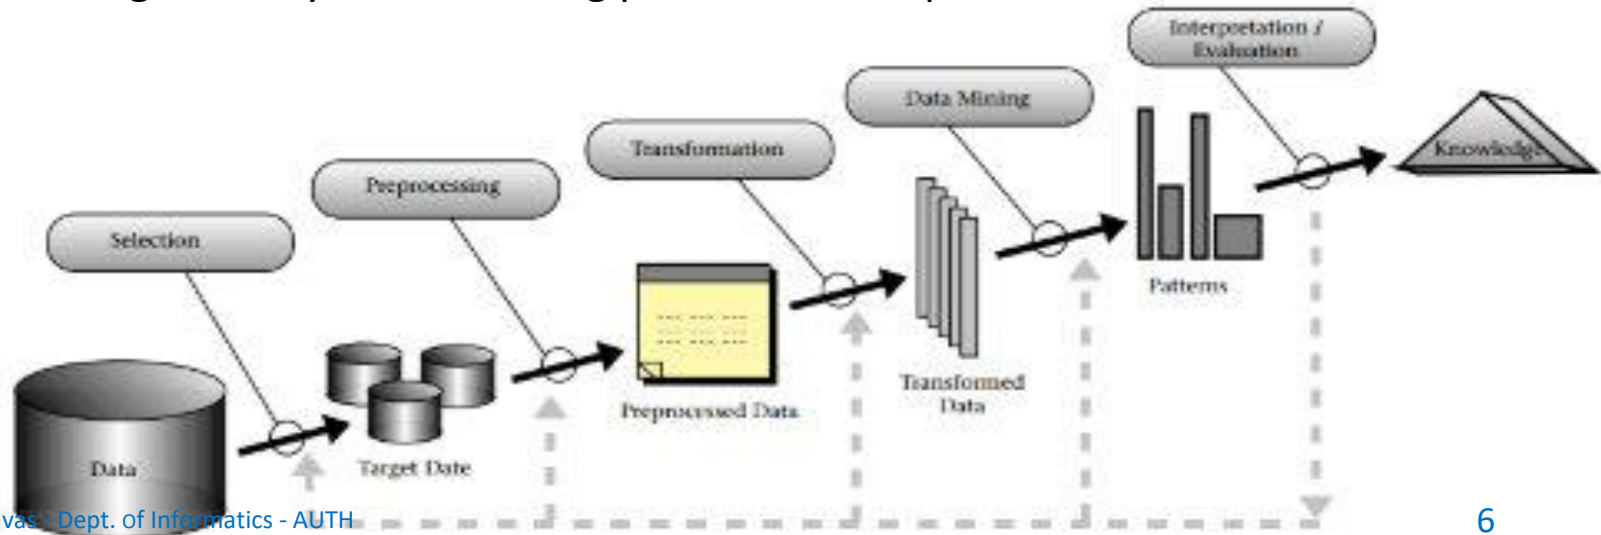 Interpretation /
Evaluation
Data Mining
Transformation
Preprocessing
Selection
Knowledge
Patterns
Transformed
Data
Preprocessed Data
Target Date
Data
Dept. of Informatics - AUTH
6